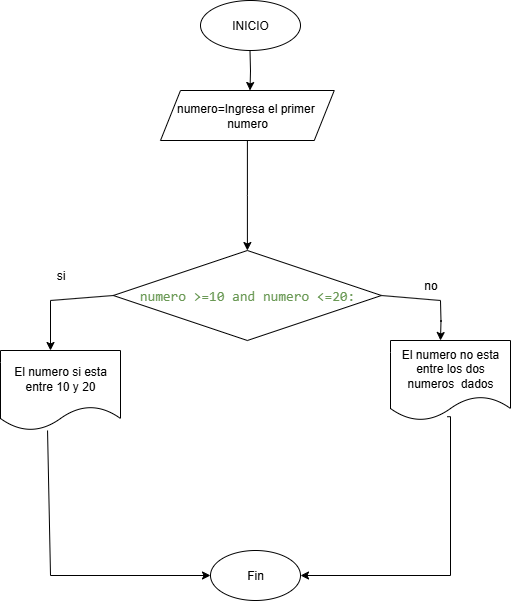 INICIO
numero=Ingresa el primer
numero
si
no
numero >=10 and numero <=20:
El numero si esta
entre 10 y 20
El numero no esta
entre los dos
numeros dados
Fin